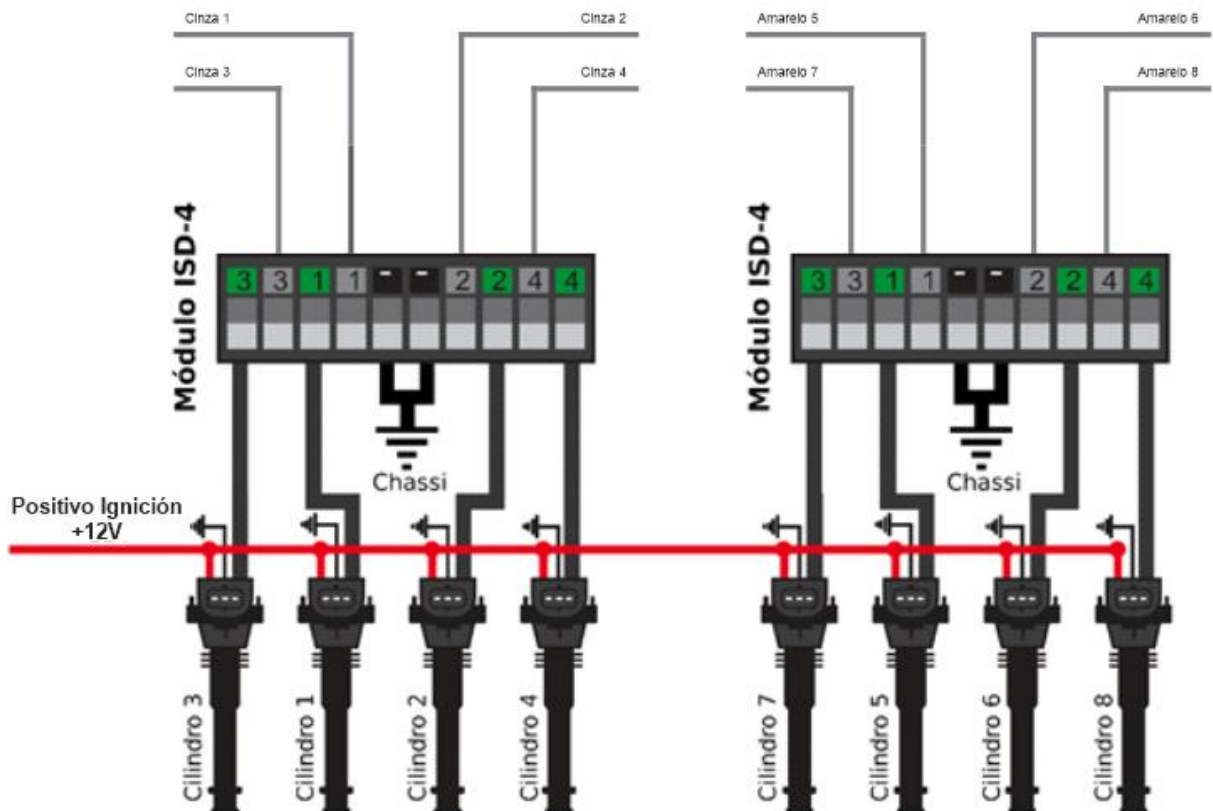 Cinza 1
Cinza 2
Amarelo 5
Amarelo 6
Cinza 3
Cinza 4
Amarelo 7
Amarelo 8
Módulo ISD-4
3 3 1 1 - - 2 2 4 4
Módulo ISD-4
3 3 1 1 - - 2 2 4 4
Chassi
Chassi
Positivo Ignición
+12V
Cilindro 3
Cilindro 1
Cilindro 2
Cilindro 4
Cilindro 7
Cilindro 5
Cilindro 6
Cilindro 8